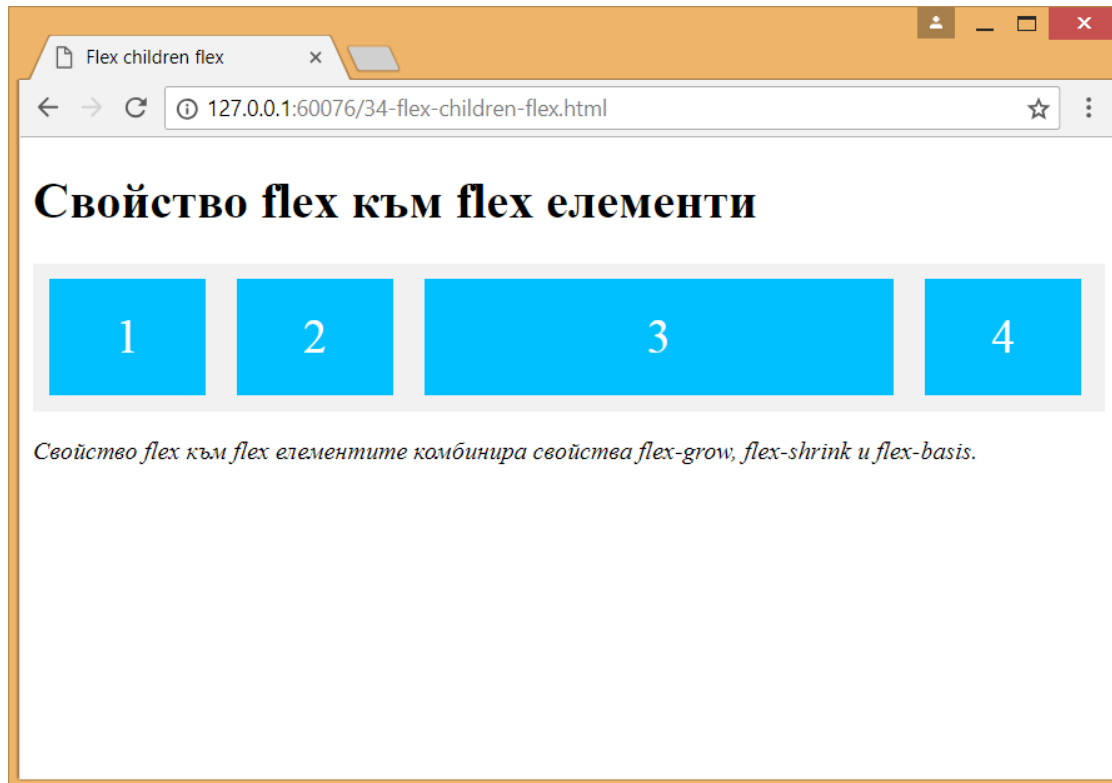 Flex children flex
127.0.0.1:60076/34-flex-children-flex.html
Свойство flex към flex елементи
1 2 3 4
Свойство flex към flex елементите комбинира свойства flex-grow, flex-shrink и flex-basis.